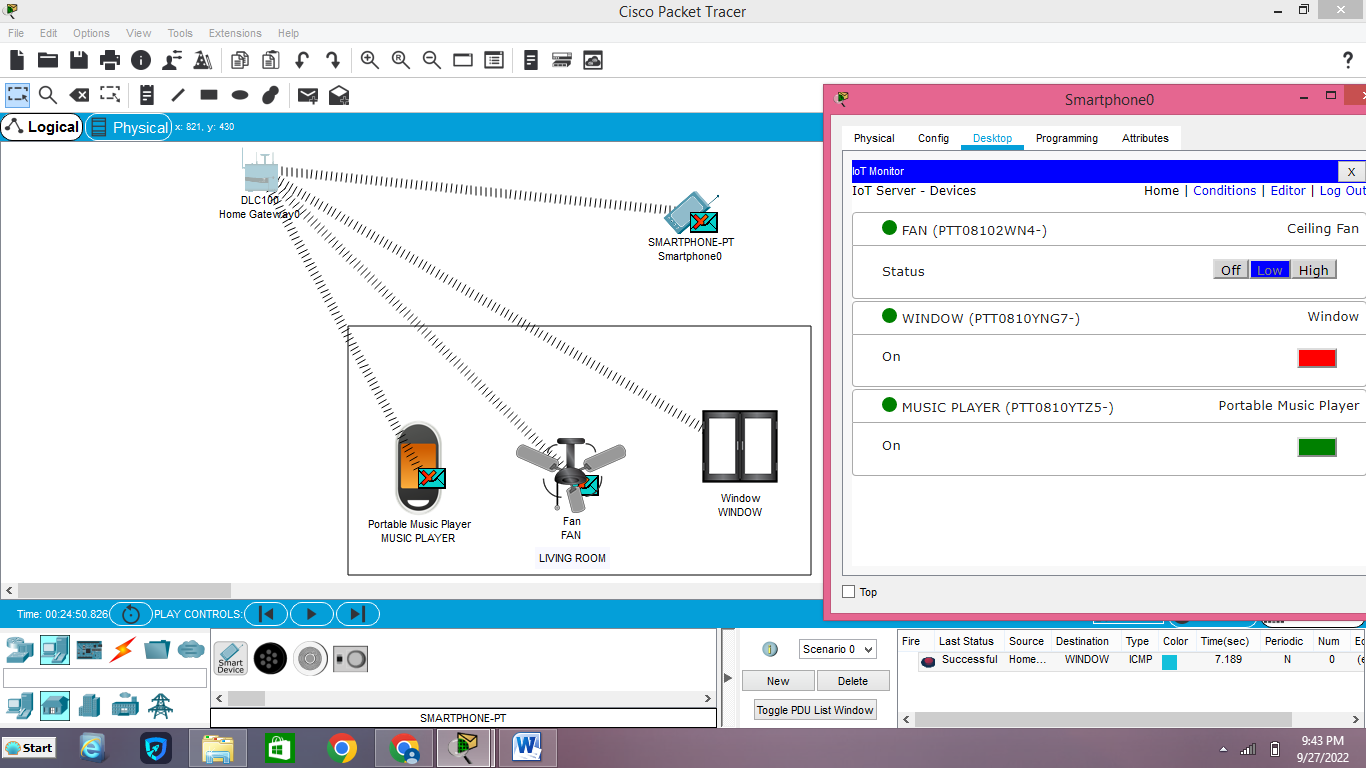 Cisco Packet Tracer
File Edit Options View Tools Extensions Help
Logical Physical x: 821, y: 430
DLC100
Home Gateway0
SMARTPHONE-PT
Smartphone0
Portable Music Player
MUSIC PLAYER
Fan
FAN
Window
WINDOW
LIVING ROOM
Smartphone0
Physical Config Desktop Programming Attributes
IoT Monitor X
IoT Server - Devices Home | Conditions | Editor | Log Out
FAN (PTT08102WN4-) Ceiling Fan
Status Off Low High
WINDOW (PTT0810YNG7-) Window
On
MUSIC PLAYER (PTT0810YTZ5-) Portable Music Player
On
Top
Time: 00:24:50.826 PLAY CONTROLS:
Smart
Device
SMARTPHONE-PT
Scenario 0
New Delete
Toggle PDU List Window
Fire Last Status Source Destination Type Color Time(sec) Periodic Num
Successful Home... WINDOW ICMP 7.189 N 0 (e
Start
9:43 PM
9/27/2022